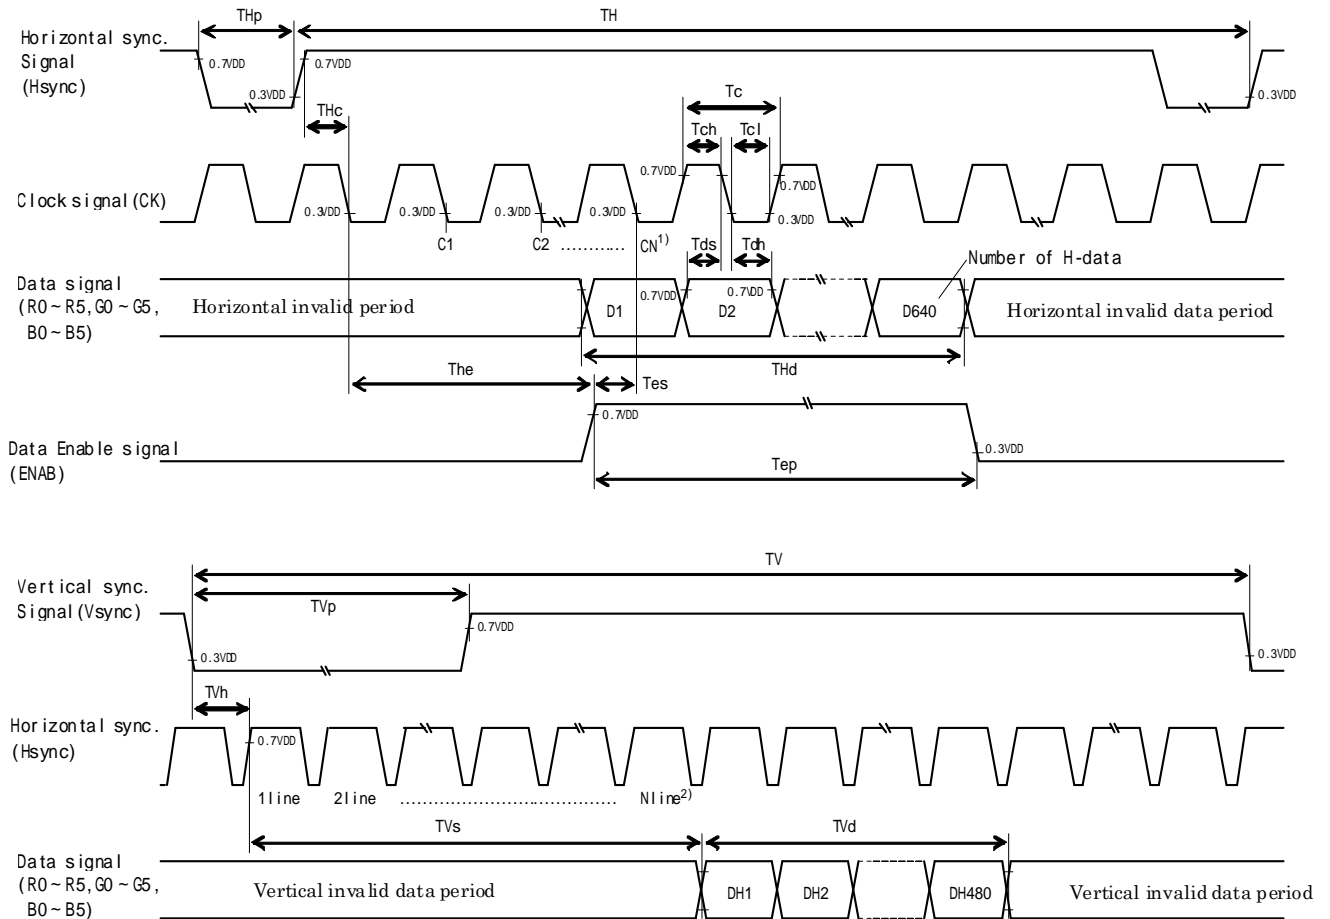 THp
TH
Horizontal sync.
Signal
(Hsync)
0.7VDD
0.7VDD
0.3VDD
0.3VDD
THc
Tc
Tch
Tcl
Clock signal(CK)
0.7VDD
0.7VDD
0.3VDD
0.3VDD
0.3VDD
0.3VDD
0.3VDD
C1
C2
............
CN1)
Tds
Tdh
Number of H-data
Data signal
(R0~R5,G0~G5,
B0~B5)
Horizontal invalid period
0.7VDD
0.7VDD
D1
D2
D640
Horizontal invalid data period
THd
The
Tes
0.7VDD
Data Enable signal
(ENAB)
0.3VDD
Tep
TV
Vertical sync.
Signal(Vsync)
TVp
0.7VDD
0.3VDD
0.3VDD
TVh
Horizontal sync.
(Hsync)
0.7VDD
1line
2line
.......................................
Nline2)
TVs
TVd
Data signal
(R0~R5,G0~G5,
B0~B5)
Vertical invalid data period
DH1
DH2
DH480
Vertical invalid data period